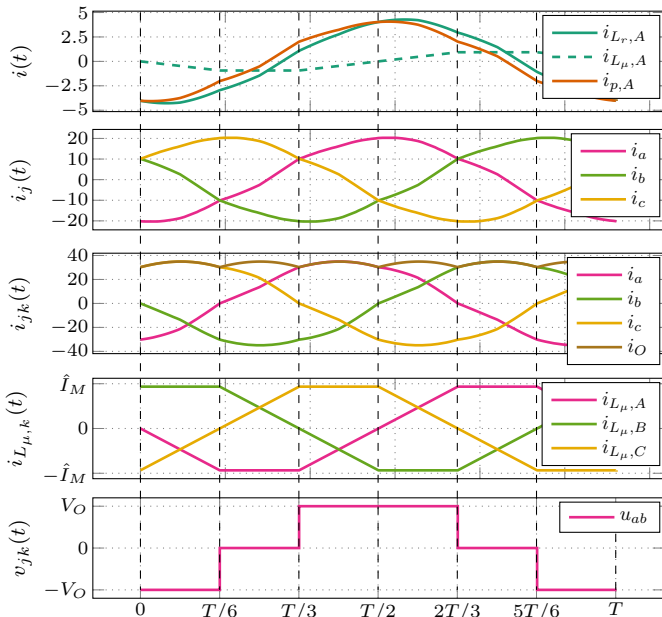 i(t)
5
2.5
0
−2.5
−5
i_{L_r,A}
i_{L_μ,A}
i_{p,A}
i_j(t)
20
10
0
−10
−20
i_a
i_b
i_c
i_{jk}(t)
40
20
0
−20
−40
i_a
i_b
i_c
i_O
i_{L_μ,k}(t)
Î_M
0
−Î_M
i_{L_μ,A}
i_{L_μ,B}
i_{L_μ,C}
v_{jk}(t)
V_O
0
−V_O
u_{ab}
0 T/6 T/3 T/2 2T/3 5T/6 T